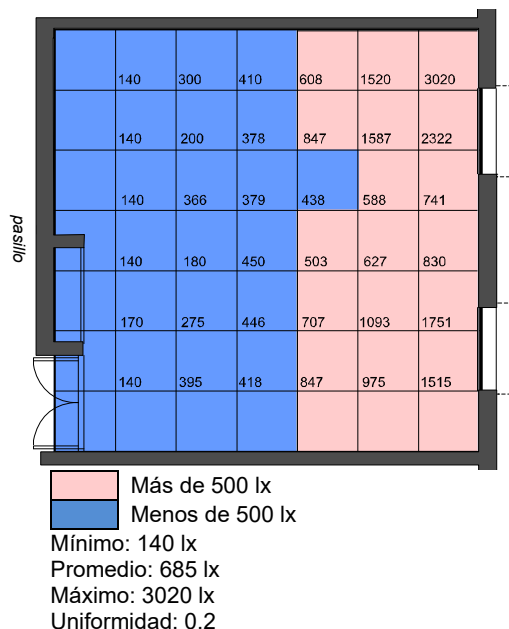 140 300 410 608 1520 3020
140 200 378 847 1587 2322
140 366 379 438 588 741
pasillo
140 180 450 503 627 830
170 275 446 707 1093 1751
140 395 418 847 975 1515
Más de 500 lx
Menos de 500 lx
Mínimo: 140 lx
Promedio: 685 lx
Máximo: 3020 lx
Uniformidad: 0.2